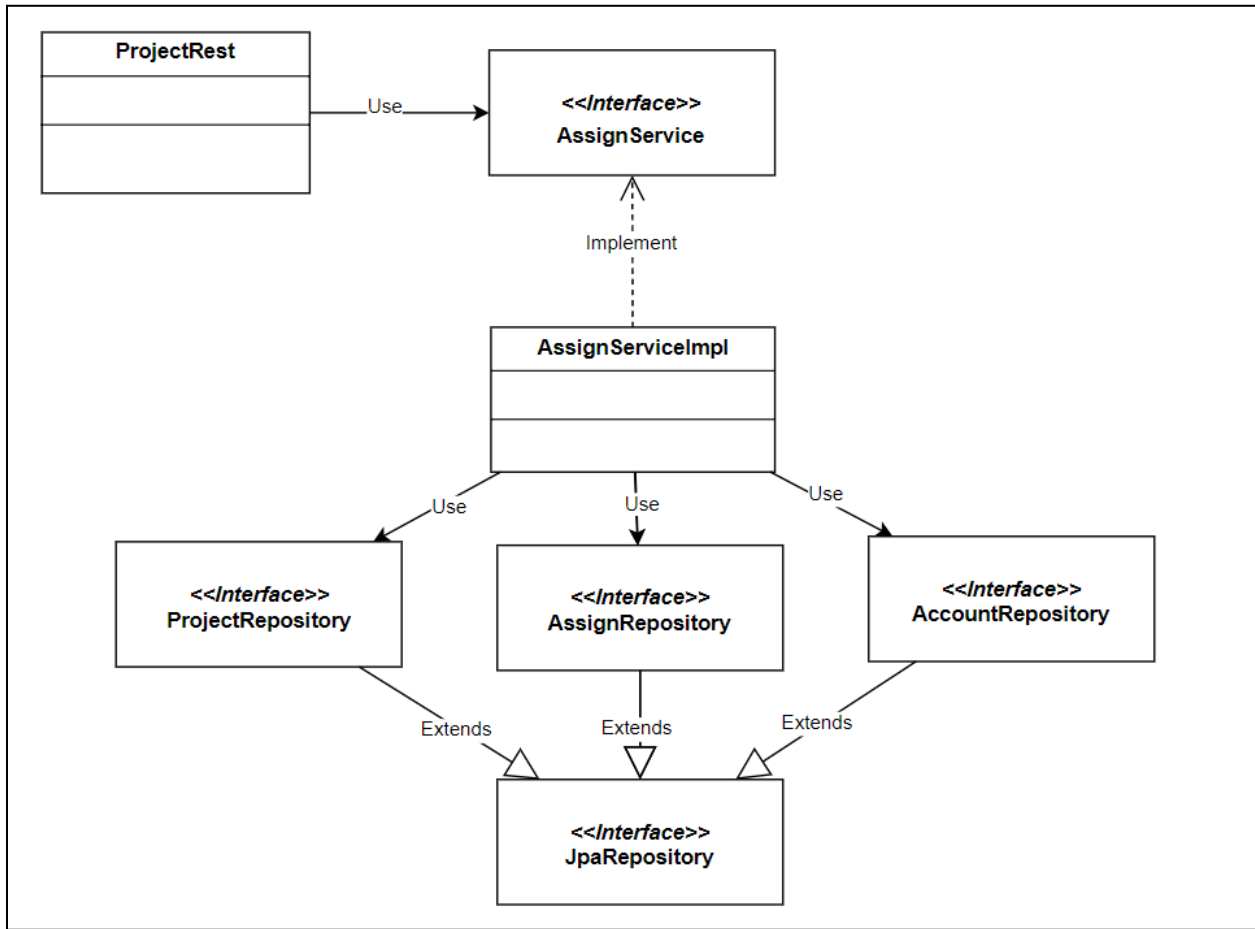 ProjectRest
Use
<<Interface>>
AssignService
Implement
AssignServiceImpl
Use
Use
Use
<<Interface>>
ProjectRepository
<<Interface>>
AssignRepository
<<Interface>>
AccountRepository
Extends
Extends
Extends
<<Interface>>
JpaRepository